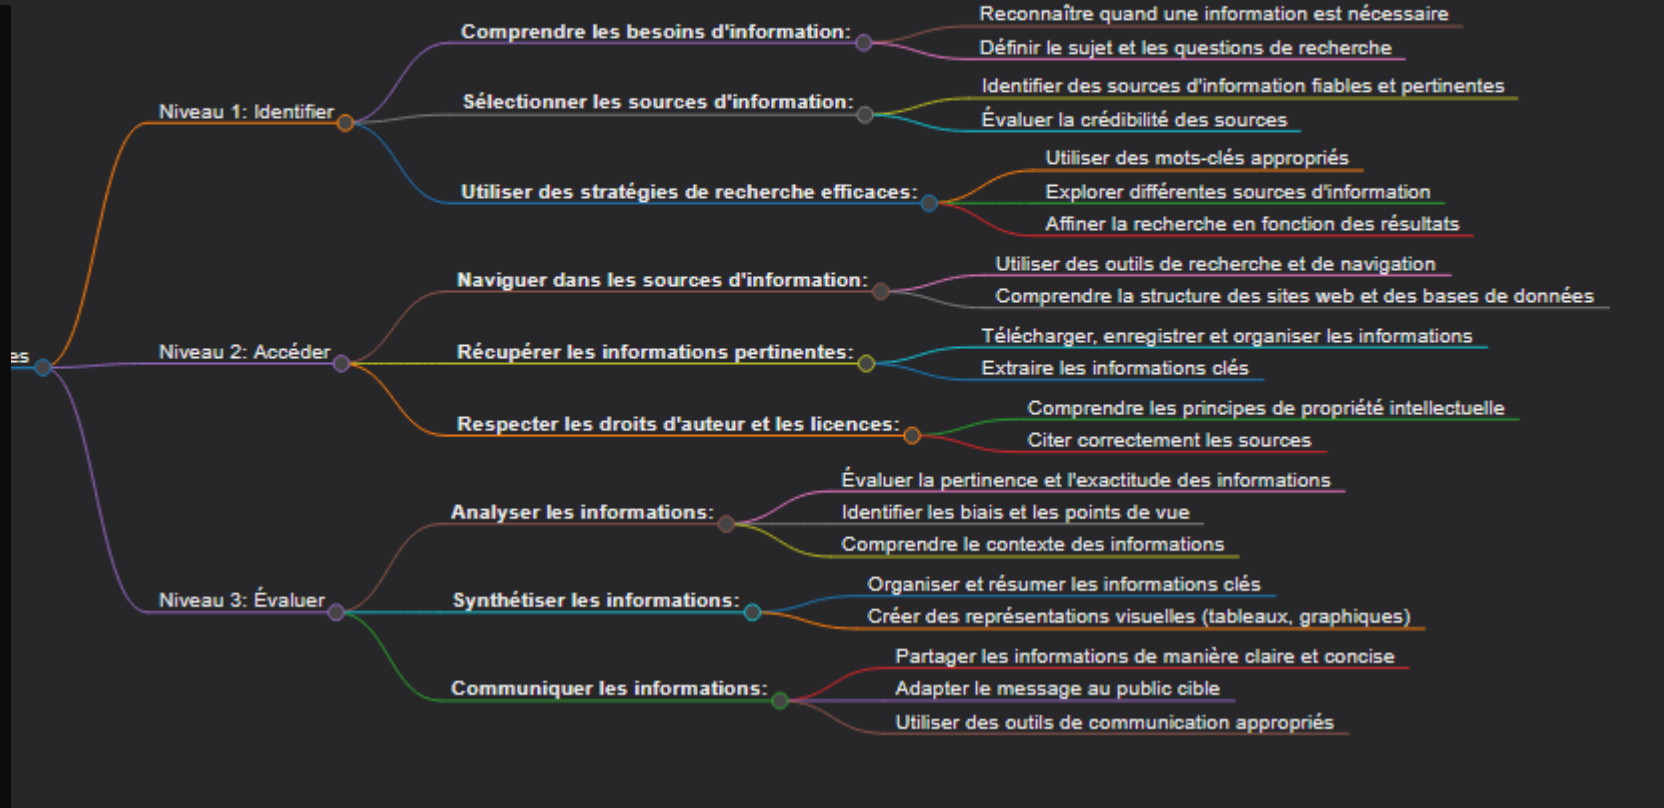 es
Niveau 1: Identifier
Comprendre les besoins d'information:
Reconnaître quand une information est nécessaire
Définir le sujet et les questions de recherche
Sélectionner les sources d'information:
Identifier des sources d'information fiables et pertinentes
Évaluer la crédibilité des sources
Utiliser des stratégies de recherche efficaces:
Utiliser des mots-clés appropriés
Explorer différentes sources d'information
Affiner la recherche en fonction des résultats
Niveau 2: Accéder
Naviguer dans les sources d'information:
Utiliser des outils de recherche et de navigation
Comprendre la structure des sites web et des bases de données
Récupérer les informations pertinentes:
Télécharger, enregistrer et organiser les informations
Extraire les informations clés
Respecter les droits d'auteur et les licences:
Comprendre les principes de propriété intellectuelle
Citer correctement les sources
Niveau 3: Évaluer
Analyser les informations:
Évaluer la pertinence et l'exactitude des informations
Identifier les biais et les points de vue
Comprendre le contexte des informations
Synthétiser les informations:
Organiser et résumer les informations clés
Créer des représentations visuelles (tableaux, graphiques)
Communiquer les informations:
Partager les informations de manière claire et concise
Adapter le message au public cible
Utiliser des outils de communication appropriés